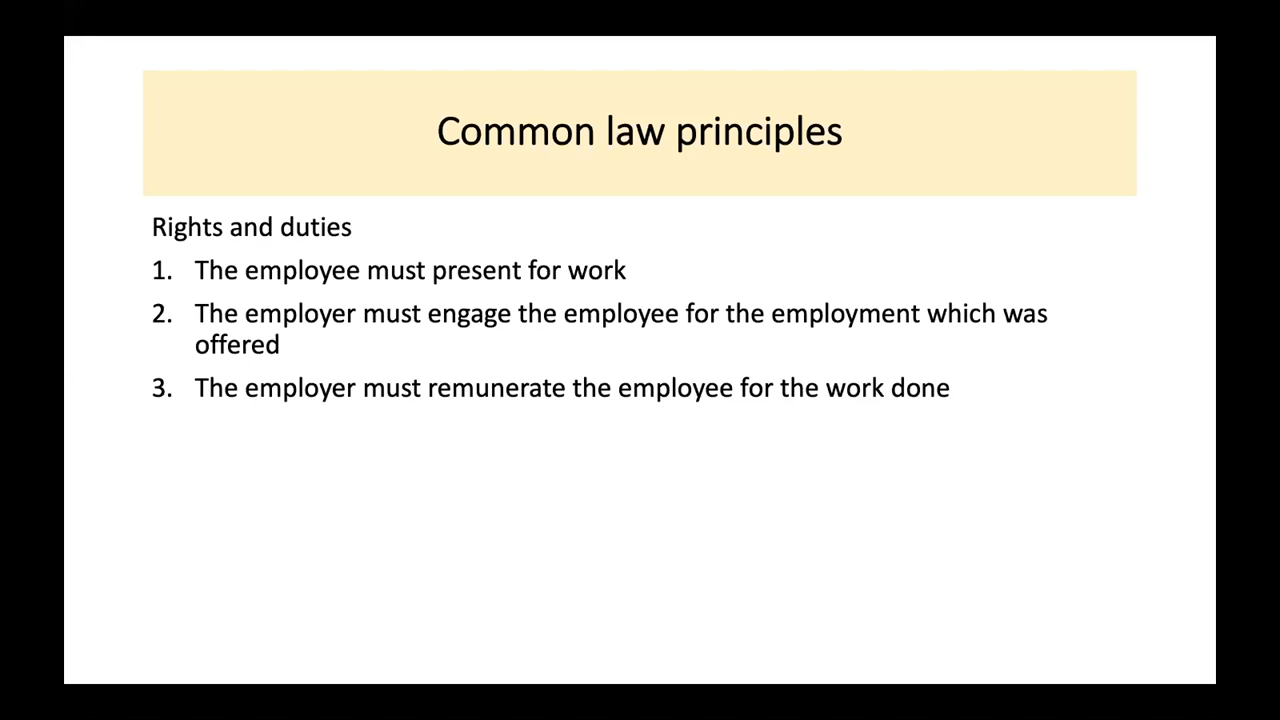 Common law principles
Rights and duties
1. The employee must present for work
2. The employer must engage the employee for the employment which was
offered
3. The employer must remunerate the employee for the work done